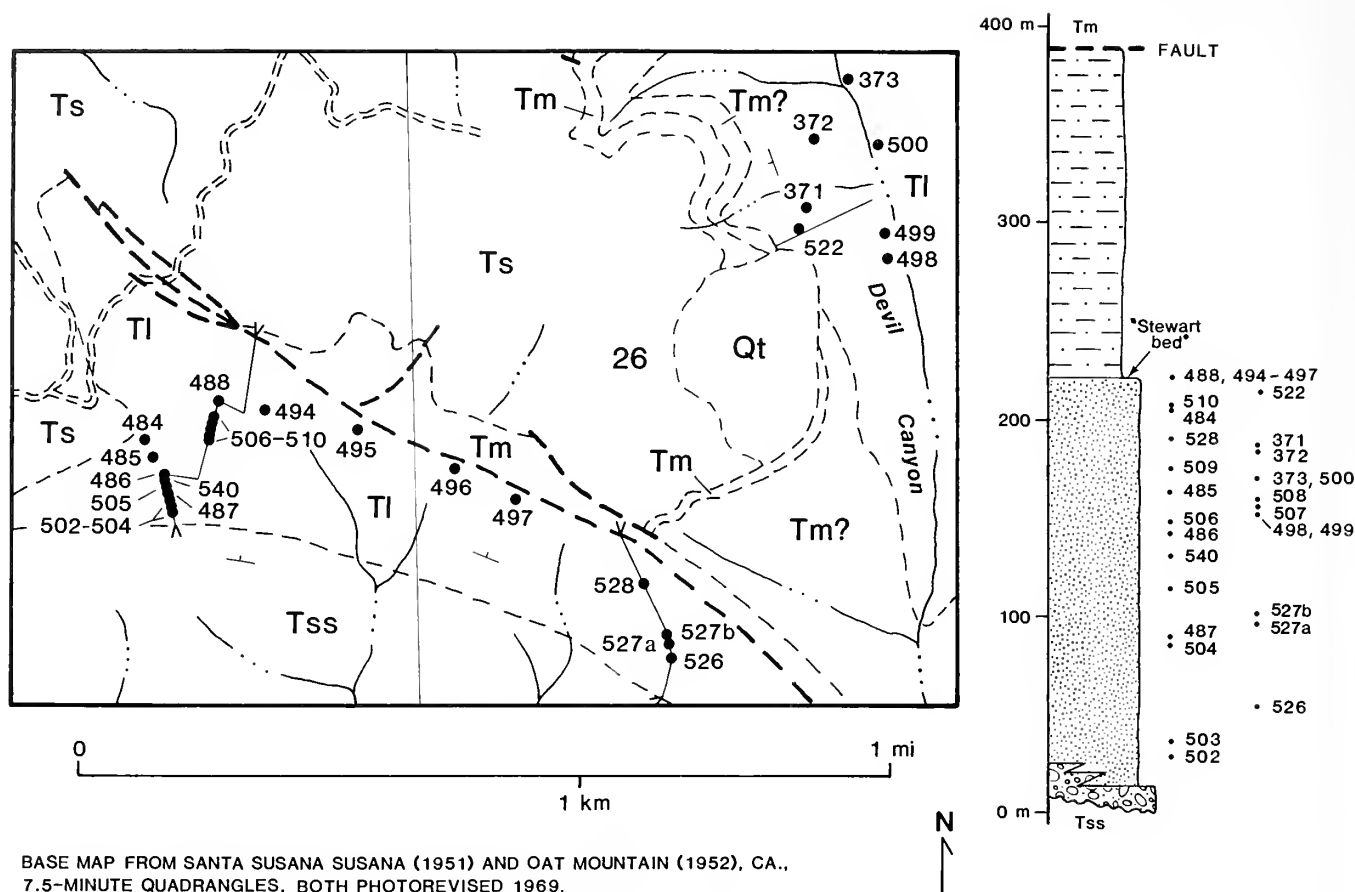 Ts
Tm
Tm?
373
372
500
Tl
371
522
499
498
Devil
Canyon
Ts
26
Qt
Tl
488
494
484
506-510
495
Ts
485
486
540
505
487
502-504
Tl
Tm
496
497
Tm
Tm?
528
527b
527a
526
Tss
0
1 mi
1 km
N
BASE MAP FROM SANTA SUSANA SUSANA (1951) AND OAT MOUNTAIN (1952), CA.,
7.5-MINUTE QUADRANGLES. BOTH PHOTOREVISED 1969.
400 m
Tm
FAULT
300
"Stewart
bed"
488, 494-497
522
510
200
484
528
371
372
509
373, 500
485
508
507
506
498, 499
486
540
505
100
527b
527a
487
504
526
503
502
0 m
Tss